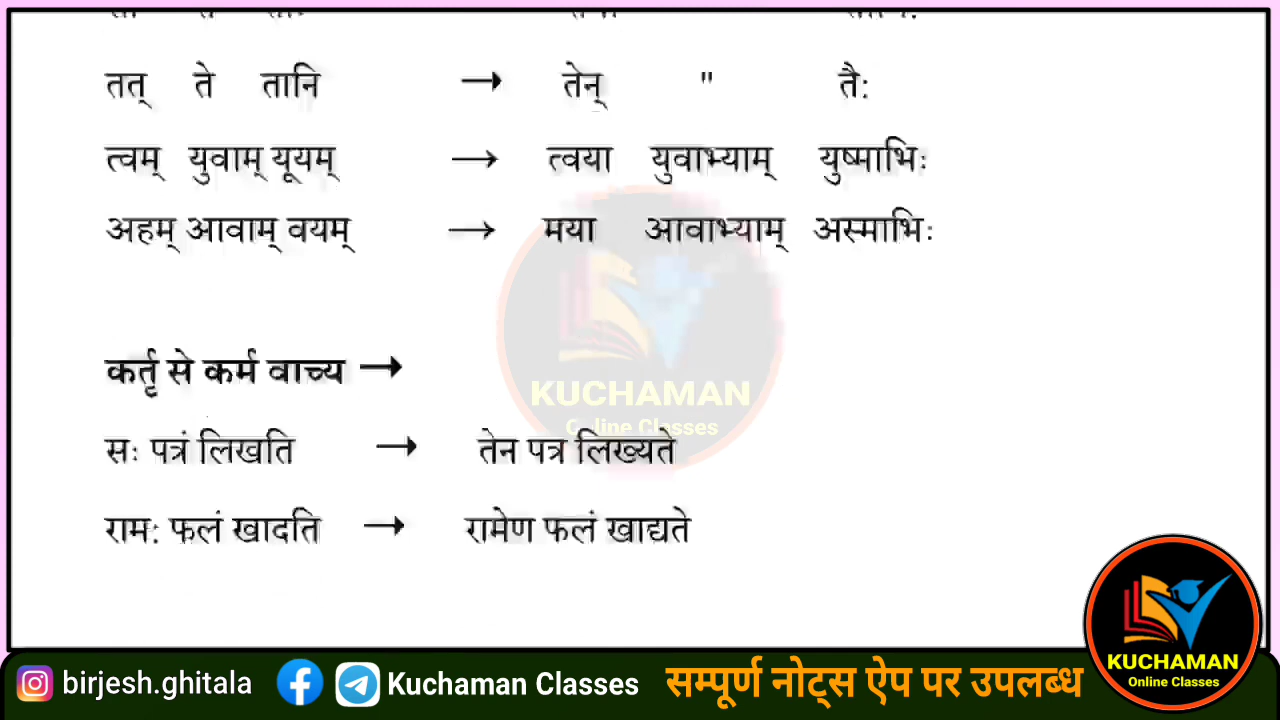 तत् ते तानि → तेन् " तैः
त्वम् युवाम् यूयम् → त्वया युवाभ्याम् युष्माभिः
अहम् आवाम् वयम् → मया आवाभ्याम् अस्माभिः
कर्तृ से कर्म वाच्य →
सः पत्रं लिखति → तेन पत्र लिख्यते
रामः फलं खादति → रामेण फलं खाद्यते
KUCHAMAN
Online Classes
KUCHAMAN
Online Classes
birjesh.ghitala Kuchaman Classes सम्पूर्ण नोट्स ऐप पर उपलब्ध